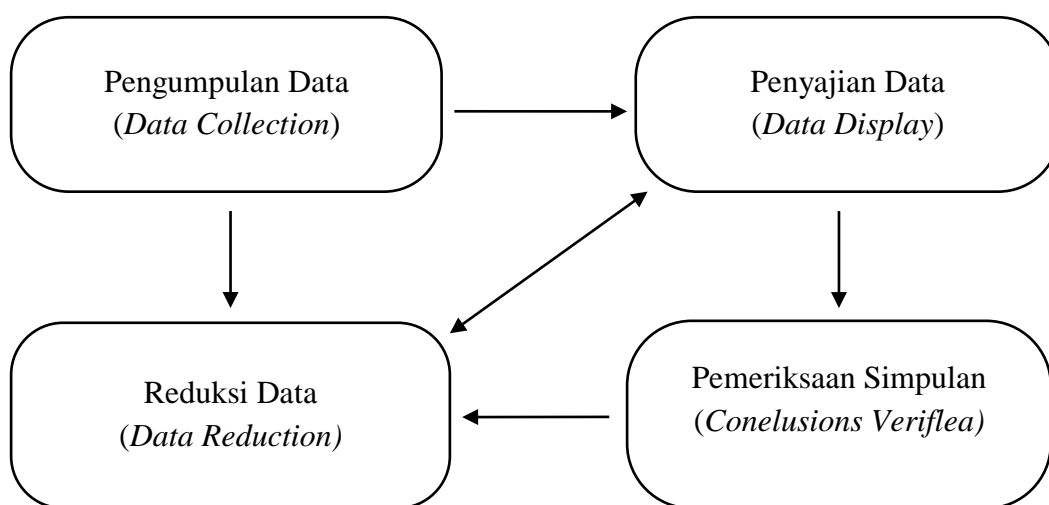 Pengumpulan Data
(Data Collection)
Penyajian Data
(Data Display)
Reduksi Data
(Data Reduction)
Pemeriksaan Simpulan
(Conelusions Veriflea)